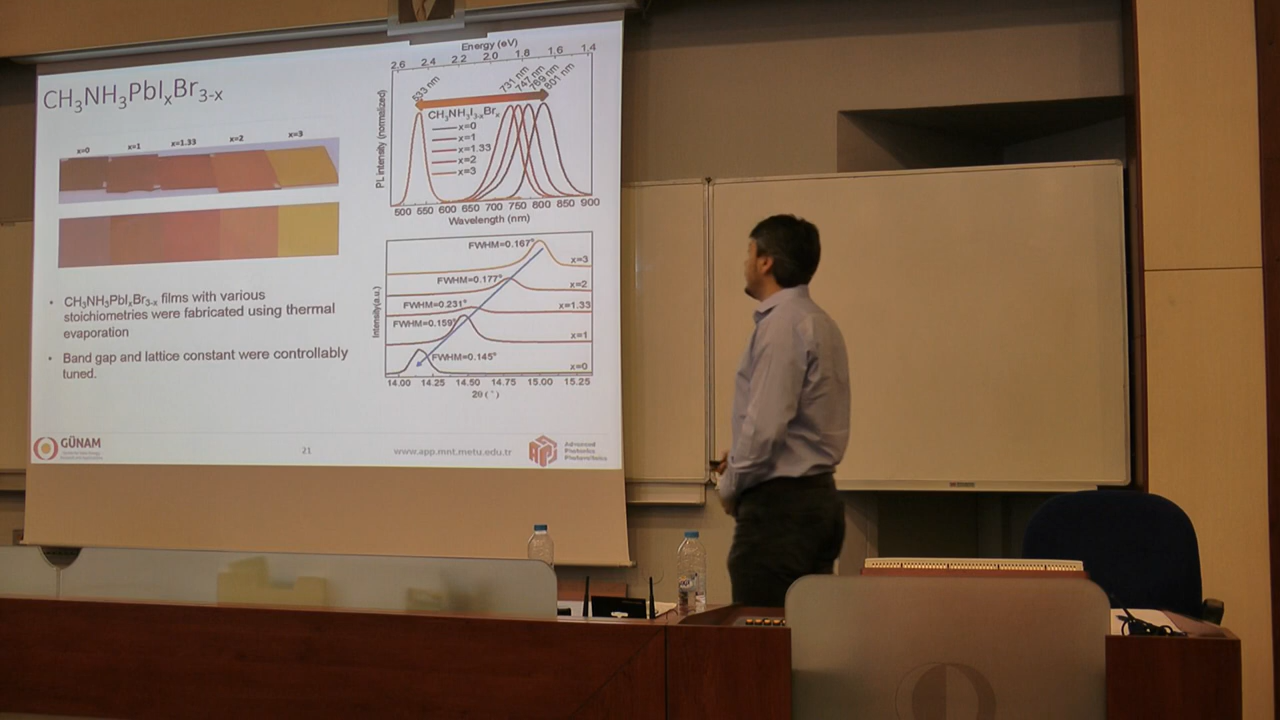 CH₃NH₃PbIₓBr₃₋ₓ
x=0 x=1 x=1.33 x=2 x=3
• CH₃NH₃PbIₓBr₃₋ₓ films with various
stoichiometries were fabricated using thermal
evaporation
• Band gap and lattice constant were controllably
tuned.
Energy (eV)
2.6 2.4 2.2 2.0 1.8 1.6 1.4
533 nm 731 nm 747 nm 769 nm 801 nm
CH₃NH₃I₃₋ₓBrₓ
x=0
x=1
x=1.33
x=2
x=3
PL intensity (normalized)
500 550 600 650 700 750 800 850 900
Wavelength (nm)
FWHM=0.167° x=3
FWHM=0.177° x=2
FWHM=0.231° x=1.33
FWHM=0.159° x=1
FWHM=0.145° x=0
Intensity(a.u.)
14.00 14.25 14.50 14.75 15.00 15.25
2θ (°)
GÜNAM
21
www.app.mnt.metu.edu.tr
Advanced
Photonics
Photovoltaics